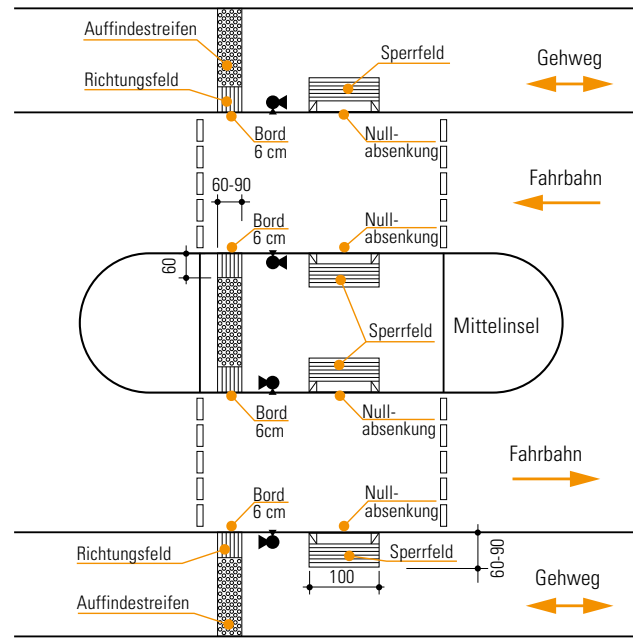 Auffindestreifen
Sperrfeld
Gehweg
Richtungsfeld
Bord
6 cm
Null-
absenkung
60-90
Fahrbahn
Bord
6 cm
Null-
absenkung
60
Sperrfeld
Mittelinsel
Bord
6cm
Null-
absenkung
Fahrbahn
Bord
6 cm
Null-
absenkung
Richtungsfeld
Sperrfeld
60-90
100
Gehweg
Auffindestreifen